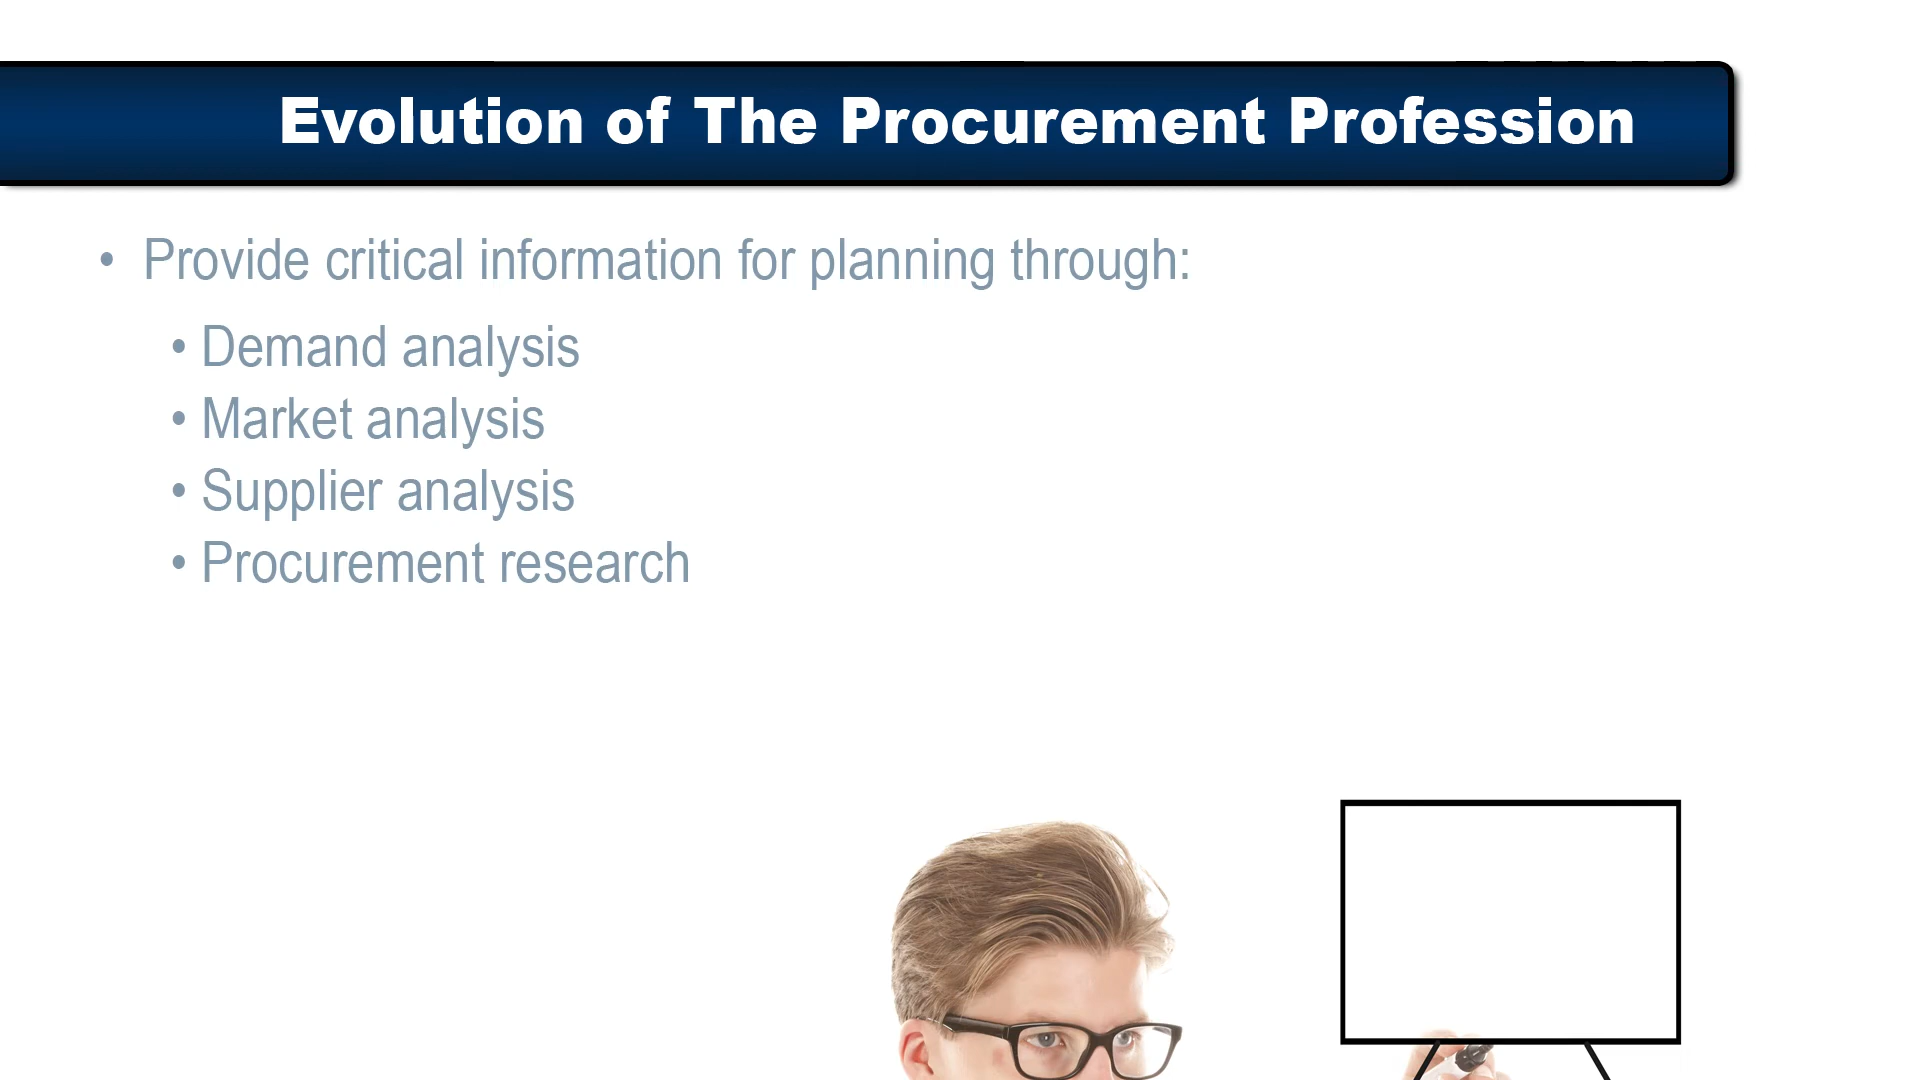 Evolution of The Procurement Profession
• Provide critical information for planning through:
• Demand analysis
• Market analysis
• Supplier analysis
• Procurement research